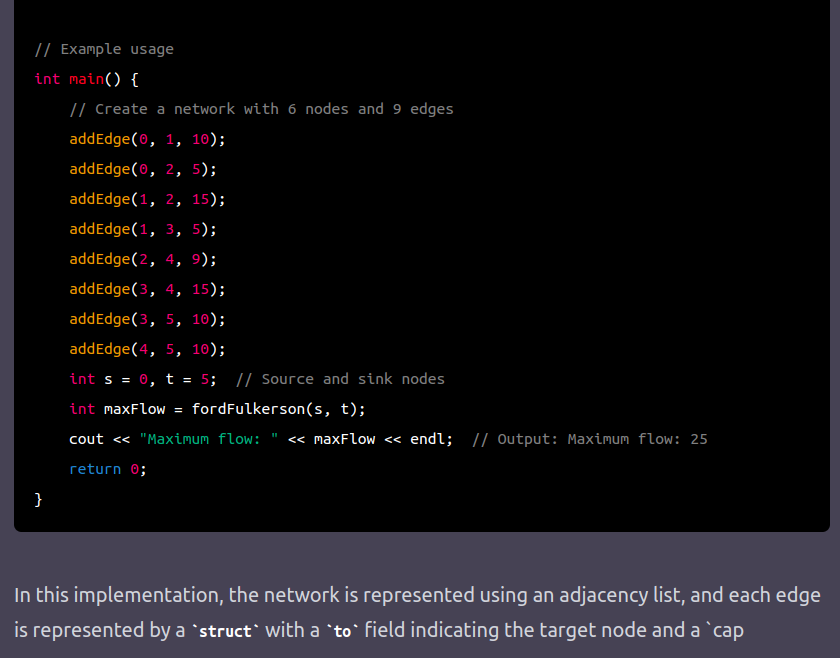 // Example usage
int main() {
    // Create a network with 6 nodes and 9 edges
    addEdge(0, 1, 10);
    addEdge(0, 2, 5);
    addEdge(1, 2, 15);
    addEdge(1, 3, 5);
    addEdge(2, 4, 9);
    addEdge(3, 4, 15);
    addEdge(3, 5, 10);
    addEdge(4, 5, 10);
    int s = 0, t = 5;  // Source and sink nodes
    int maxFlow = fordFulkerson(s, t);
    cout << "Maximum flow: " << maxFlow << endl;  // Output: Maximum flow: 25
    return 0;
}
In this implementation, the network is represented using an adjacency list, and each edge
is represented by a `struct` with a `to` field indicating the target node and a `cap